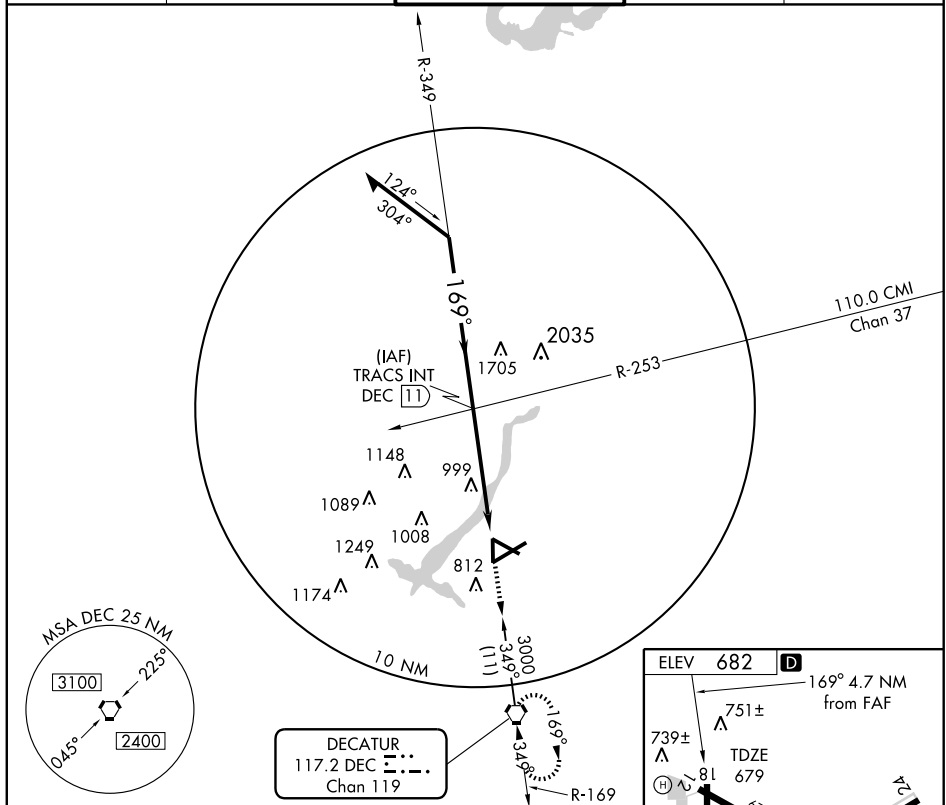 R-349
124°
304°
169°
2035
1705
110.0 CMI
Chan 37
R-253
(IAF)
TRACS INT
DEC 11
1148
999
1089
1008
1249
812
1174
10 NM
3000
349°
(11)
MSA DEC 25 NM
3100
225°
045°
2400
DECATUR
117.2 DEC
Chan 119
169°
349°
R-169
ELEV 682 D
169° 4.7 NM
from FAF
751±
739±
TDZE
679
H
12
18
24